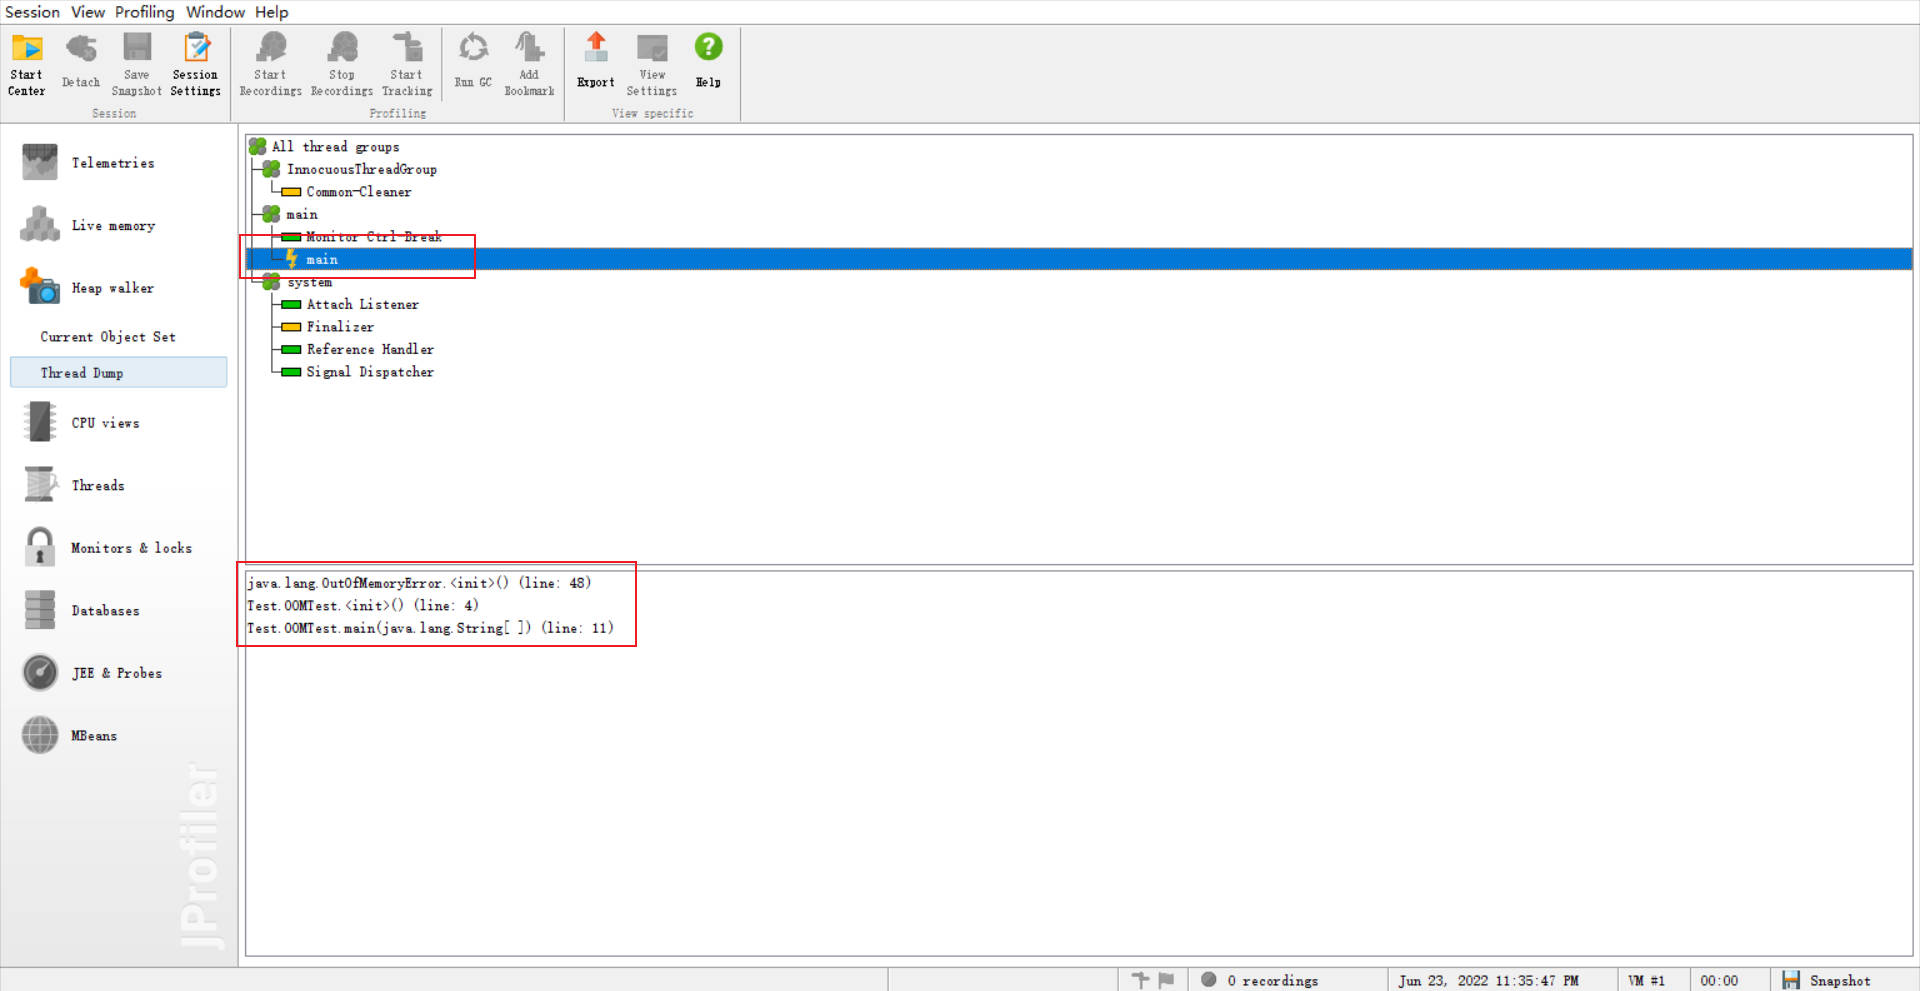 Session View Profiling Window Help
Start Center
Detach
Save Snapshot
Session Settings
Start Recordings
Stop Recordings
Start Tracking
Run GC
Add Bookmark
Export
View Settings
Help
Session
Profiling
View specific
Telemetries
Live memory
Heap walker
Current Object Set
Thread Dump
CPU views
Threads
Monitors & locks
Databases
JEE & Probes
MBeans
JProfiler
All thread groups
InnocuousThreadGroup
Common-Cleaner
main
Monitor Ctrl-Break
main
system
Attach Listener
Finalizer
Reference Handler
Signal Dispatcher
java.lang.OutOfMemoryError.<init>() (line: 48)
Test.OOMTest.<init>() (line: 4)
Test.OOMTest.main(java.lang.String[ ]) (line: 11)
0 recordings
Jun 23, 2022 11:35:47 PM
VM #1
00:00
Snapshot